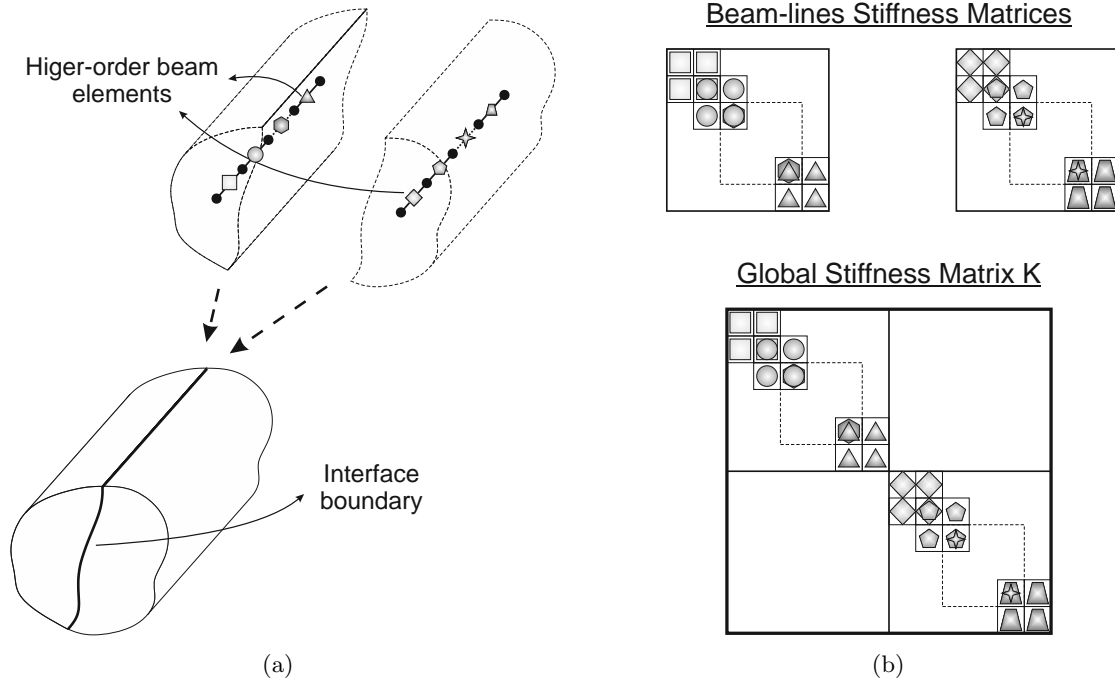 Higer-order beam
elements
Interface
boundary
(a)
Beam-lines Stiffness Matrices
Global Stiffness Matrix K
(b)